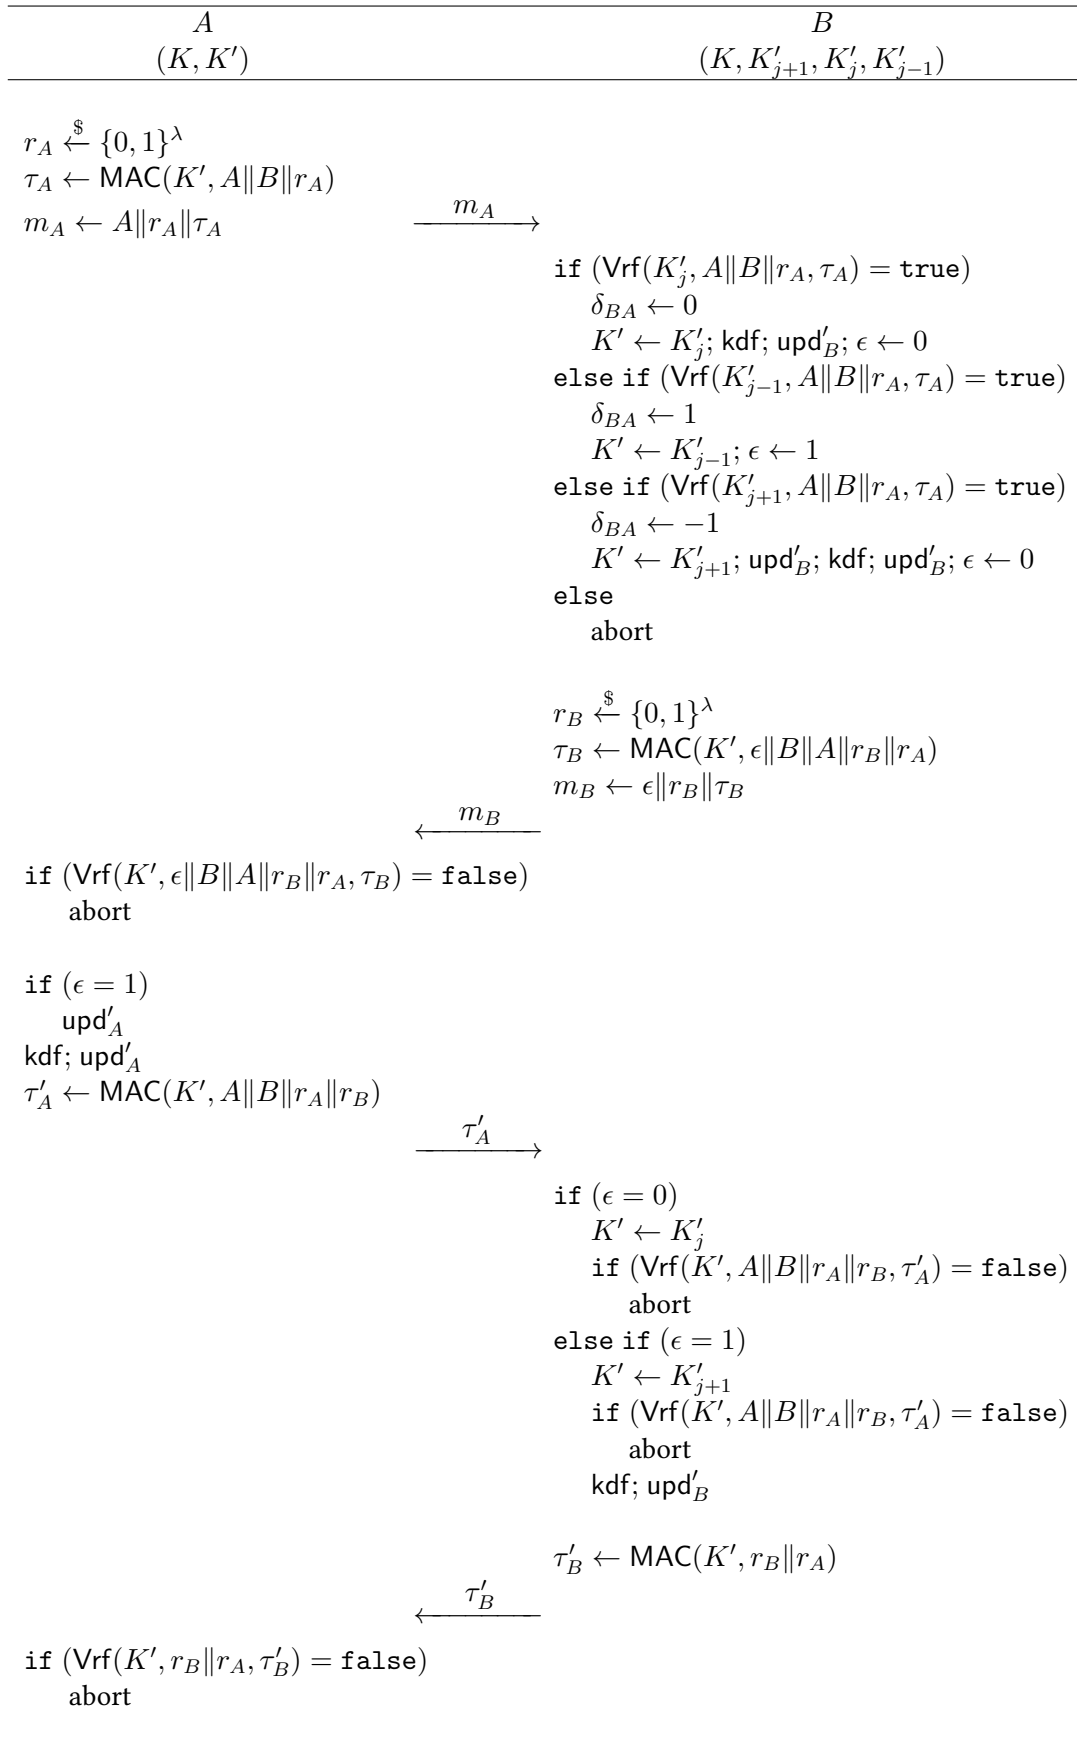 A B
(K, K′) (K, K′_{j+1}, K′_j, K′_{j−1})
r_A ←$ {0, 1}^λ
τ_A ← MAC(K′, A∥B∥r_A)
m_A ← A∥r_A∥τ_A m_A
if (Vrf(K′_j, A∥B∥r_A, τ_A) = true)
δ_{BA} ← 0
K′ ← K′_j; kdf; upd′_B; ϵ ← 0
else if (Vrf(K′_{j−1}, A∥B∥r_A, τ_A) = true)
δ_{BA} ← 1
K′ ← K′_{j−1}; ϵ ← 1
else if (Vrf(K′_{j+1}, A∥B∥r_A, τ_A) = true)
δ_{BA} ← −1
K′ ← K′_{j+1}; upd′_B; kdf; upd′_B; ϵ ← 0
else
abort
r_B ←$ {0, 1}^λ
τ_B ← MAC(K′, ϵ∥B∥A∥r_B∥r_A)
m_B ← ϵ∥r_B∥τ_B
m_B
if (Vrf(K′, ϵ∥B∥A∥r_B∥r_A, τ_B) = false)
abort
if (ϵ = 1)
upd′_A
kdf; upd′_A
τ′_A ← MAC(K′, A∥B∥r_A∥r_B)
τ′_A
if (ϵ = 0)
K′ ← K′_j
if (Vrf(K′, A∥B∥r_A∥r_B, τ′_A) = false)
abort
else if (ϵ = 1)
K′ ← K′_{j+1}
if (Vrf(K′, A∥B∥r_A∥r_B, τ′_A) = false)
abort
kdf; upd′_B
τ′_B ← MAC(K′, r_B∥r_A)
τ′_B
if (Vrf(K′, r_B∥r_A, τ′_B) = false)
abort